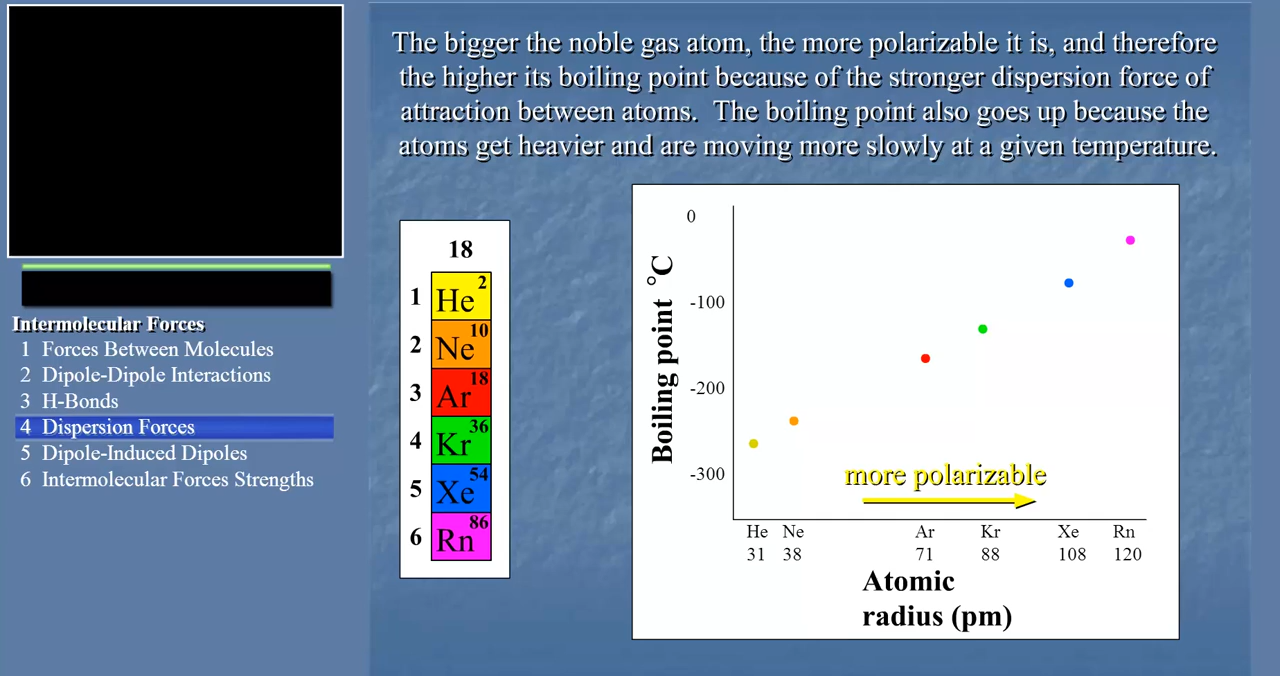 The bigger the noble gas atom, the more polarizable it is, and therefore
the higher its boiling point because of the stronger dispersion force of
attraction between atoms. The boiling point also goes up because the
atoms get heavier and are moving more slowly at a given temperature.
Intermolecular Forces
1 Forces Between Molecules
2 Dipole-Dipole Interactions
3 H-Bonds
4 Dispersion Forces
5 Dipole-Induced Dipoles
6 Intermolecular Forces Strengths
18
1 He 2
2 Ne 10
3 Ar 18
4 Kr 36
5 Xe 54
6 Rn 86
Boiling point °C
0
-100
-200
-300
more polarizable
He Ne Ar Kr Xe Rn
31 38 71 88 108 120
Atomic
radius (pm)